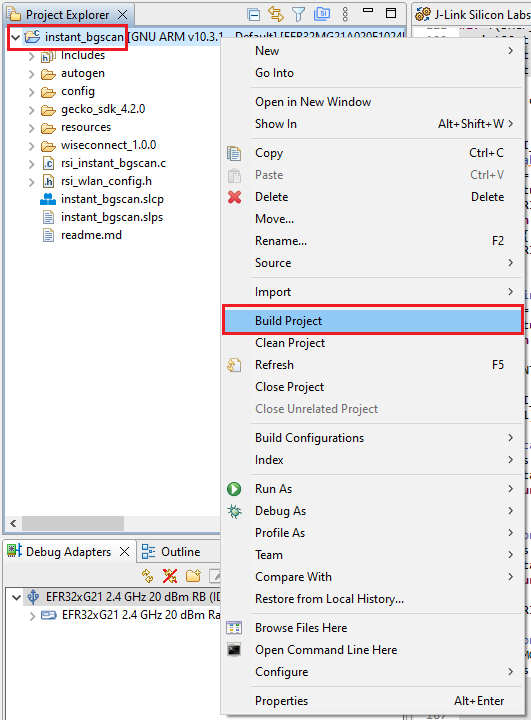 Project Explorer
J-Link Silicon Labs
instant_bgscan [GNU ARM v10.3.1 - Default] [EFR32MG21A020F1024I
Includes
autogen
config
gecko_sdk_4.2.0
resources
wiseconnect_1.0.0
rsi_instant_bgscan.c
rsi_wlan_config.h
instant_bgscan.slcp
instant_bgscan.slps
readme.md
New
Go Into
Open in New Window
Show In Alt+Shift+W
Copy Ctrl+C
Paste Ctrl+V
Delete Delete
Move...
Rename... F2
Source
Import
Build Project
Clean Project
Refresh F5
Close Project
Close Unrelated Project
Build Configurations
Index
Run As
Debug As
Profile As
Team
Compare With
Restore from Local History...
Browse Files Here
Open Command Line Here
Configure
Properties Alt+Enter
Debug Adapters
Outline
EFR32xG21 2.4 GHz 20 dBm RB (ID
EFR32xG21 2.4 GHz 20 dBm Ra